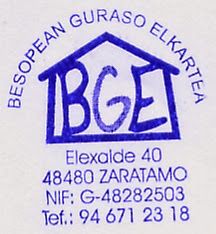 BESOPEAN GURASO ELKARTEA
BGE
Elexalde 40
48480 ZARATAMO
NIF: G-48282503
Tef.: 94 671 23 18